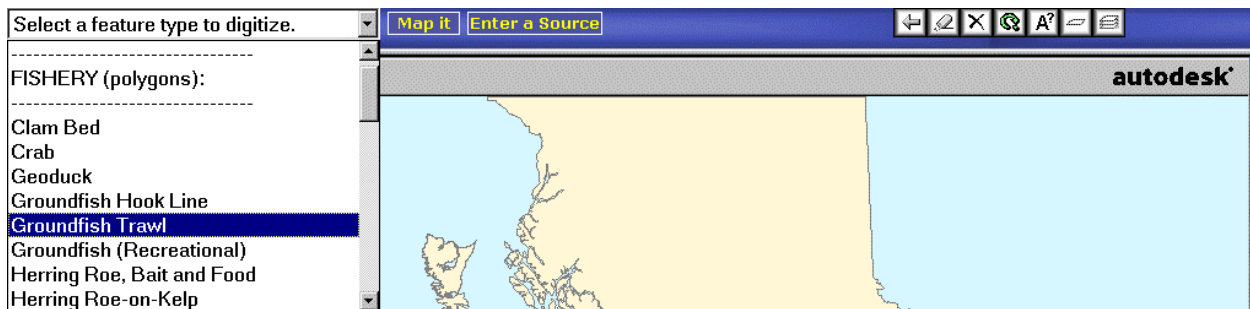 Select a feature type to digitize.
Map it
Enter a Source
A?
autodesk
--------------------------------
FISHERY (polygons):
--------------------------------
Clam Bed
Crab
Geoduck
Groundfish Hook Line
Groundfish Trawl
Groundfish (Recreational)
Herring Roe, Bait and Food
Herring Roe-on-Kelp